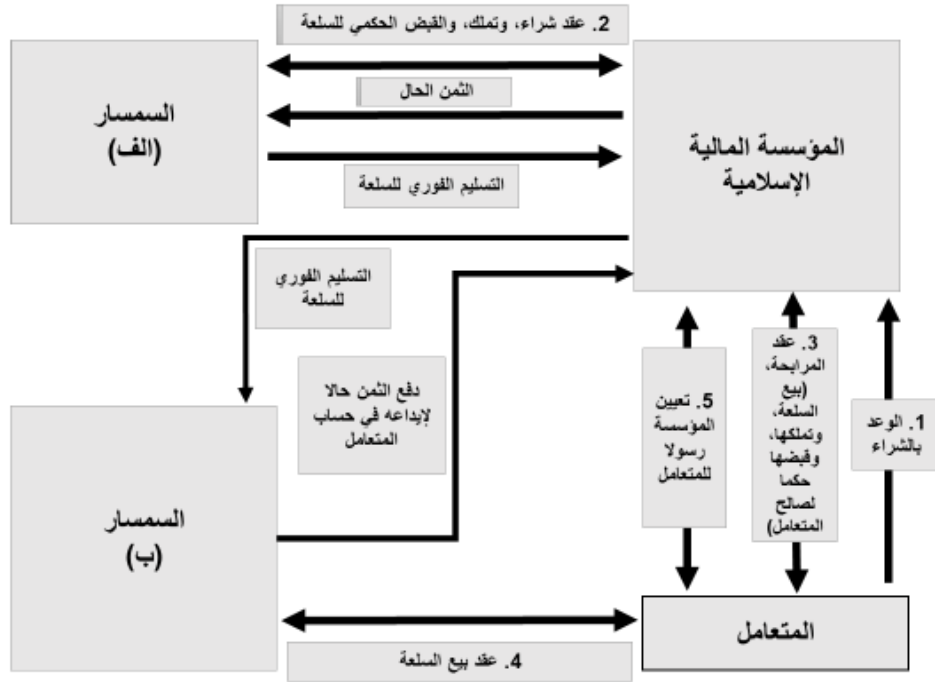 2. عقد شراء، وتملك، والقبض الحكمي للسلعة
الثمن الحال
التسليم الفوري للسلعة
المؤسسة المالية
الإسلامية
السمسار
(الف)
التسليم الفوري
للسلعة
دفع الثمن حالا
لإيداعه في حساب
المتعامل
5. تعيين
المؤسسة
رسولا
للمتعامل
3. عقد
المرابحة،
(بيع
السلعة،
وتملكها،
وقبضها
حكما
لصالح
المتعامل)
1. الوعد
بالشراء
السمسار
(ب)
المتعامل
4. عقد بيع السلعة